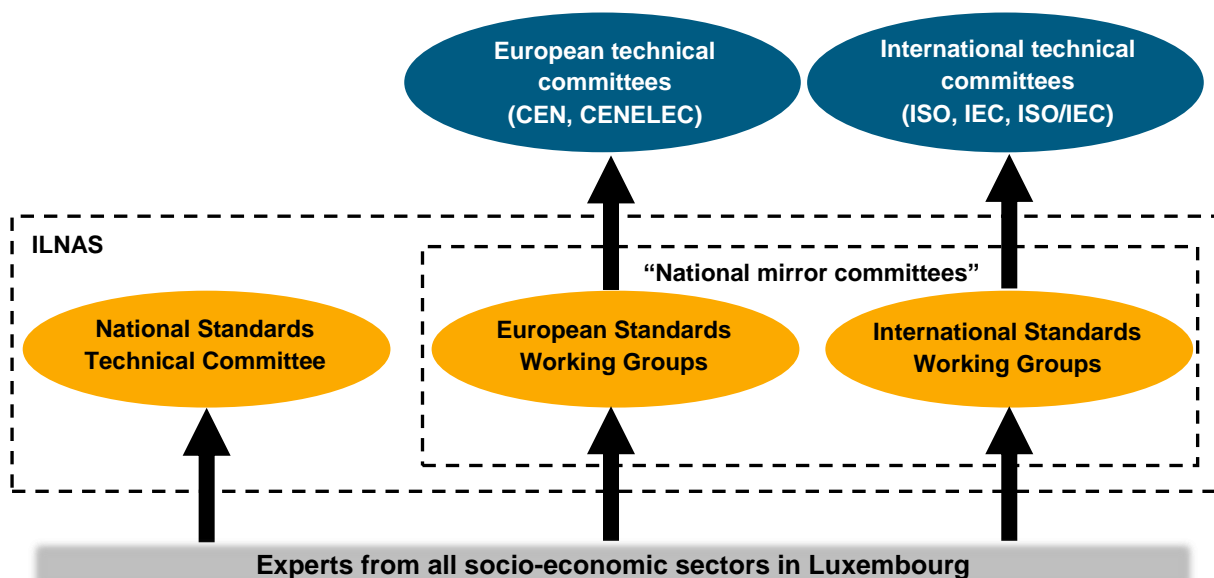 European technical
committees
(CEN, CENELEC)
International technical
committees
(ISO, IEC, ISO/IEC)
ILNAS
“National mirror committees”
National Standards
Technical Committee
European Standards
Working Groups
International Standards
Working Groups
Experts from all socio-economic sectors in Luxembourg